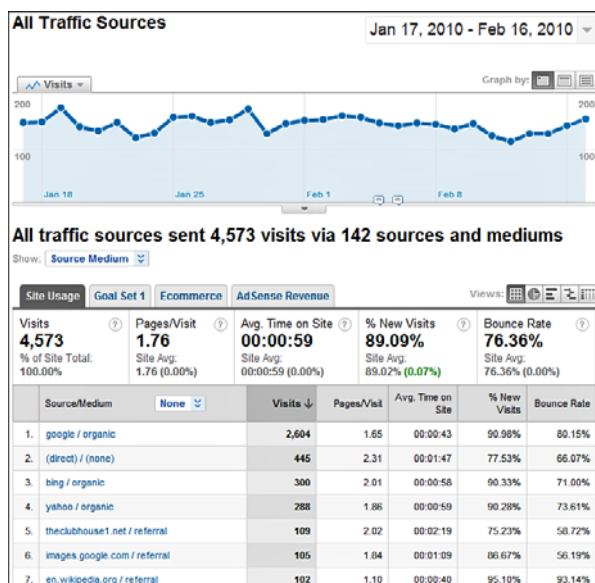 All Traffic Sources
Jan 17, 2010 - Feb 16, 2010
Visits
Graph by:
200 200
100 100
Jan 18 Jan 25 Feb 1 Feb 8
All traffic sources sent 4,573 visits via 142 sources and mediums
Show: Source Medium
Site Usage Goal Set 1 Ecommerce AdSense Revenue Views:
Visits ? Pages/Visit ? Avg. Time on Site ? % New Visits ? Bounce Rate ?
4,573 1.76 00:00:59 89.09% 76.36%
% of Site Total: Site Avg: Site Avg: Site Avg: Site Avg:
100.00% 1.76 (0.00%) 00:00:59 (0.00%) 89.02% (0.07%) 76.36% (0.00%)
Source/Medium None Visits ↓ Pages/Visit Avg. Time on Site % New Visits Bounce Rate
1. google / organic 2,604 1.65 00:00:43 90.98% 80.15%
2. (direct) / (none) 445 2.31 00:01:47 77.53% 66.07%
3. bing / organic 300 2.01 00:00:58 90.33% 71.00%
4. yahoo / organic 288 1.86 00:00:59 90.28% 73.61%
5. theclubhouse1.net / referral 109 2.02 00:02:19 75.23% 58.72%
6. images.google.com / referral 105 1.84 00:01:09 86.67% 56.19%
7. en.wikipedia.org / referral 102 1.10 00:00:40 95.10% 93.14%